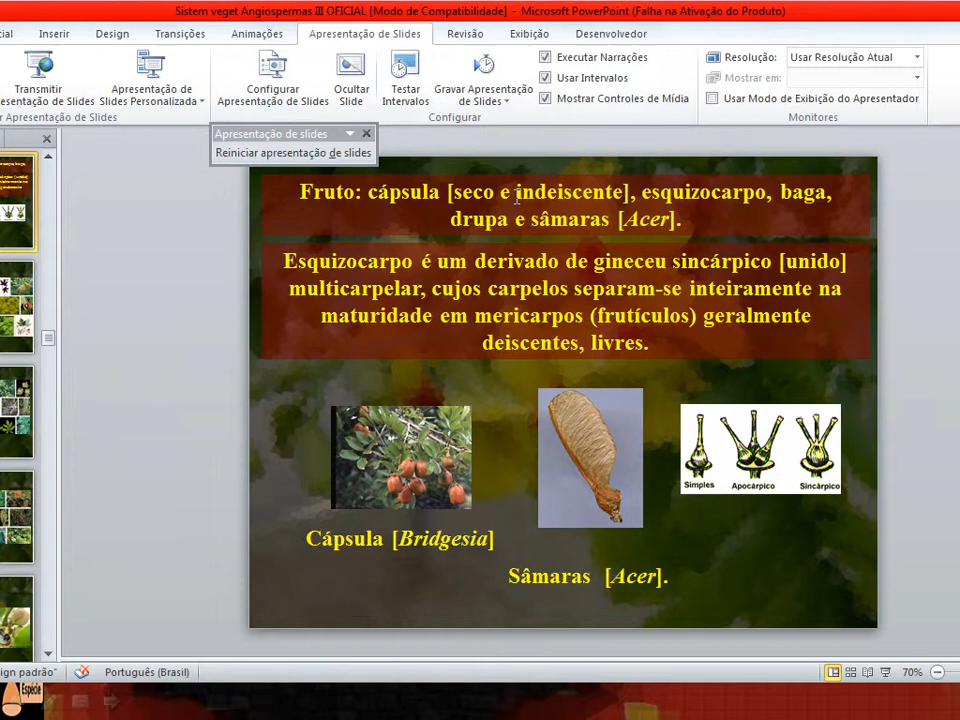 Sistem veget Angiospermas III OFICIAL [Modo de Compatibilidade] - Microsoft PowerPoint (Falha na Ativação do Produto)
Inserir Design Transições Animações Apresentação de Slides Revisão Exibição Desenvolvedor
Transmitir
Apresentação de
Slides Personalizada
Configurar
Apresentação de Slides
Ocultar
Slide
Testar
Intervalos
Gravar Apresentação
de Slides
Executar Narrações
Usar Intervalos
Mostrar Controles de Mídia
Resolução: Usar Resolução Atual
Mostrar em:
Usar Modo de Exibição do Apresentador
r Apresentação de Slides
Configurar
Monitores
Apresentação de slides
Reiniciar apresentação de slides
Fruto: cápsula [seco e indeiscente], esquizocarpo, baga,
drupa e sâmaras [Acer].
Esquizocarpo é um derivado de gineceu sincárpico [unido]
multicarpelar, cujos carpelos separam-se inteiramente na
maturidade em mericarpos (frutículos) geralmente
deiscentes, livres.
Simples Apocárpico Sincárpico
Cápsula [Bridgesia]
Sâmaras [Acer].
ign padrão" Português (Brasil) 70%
Espécie